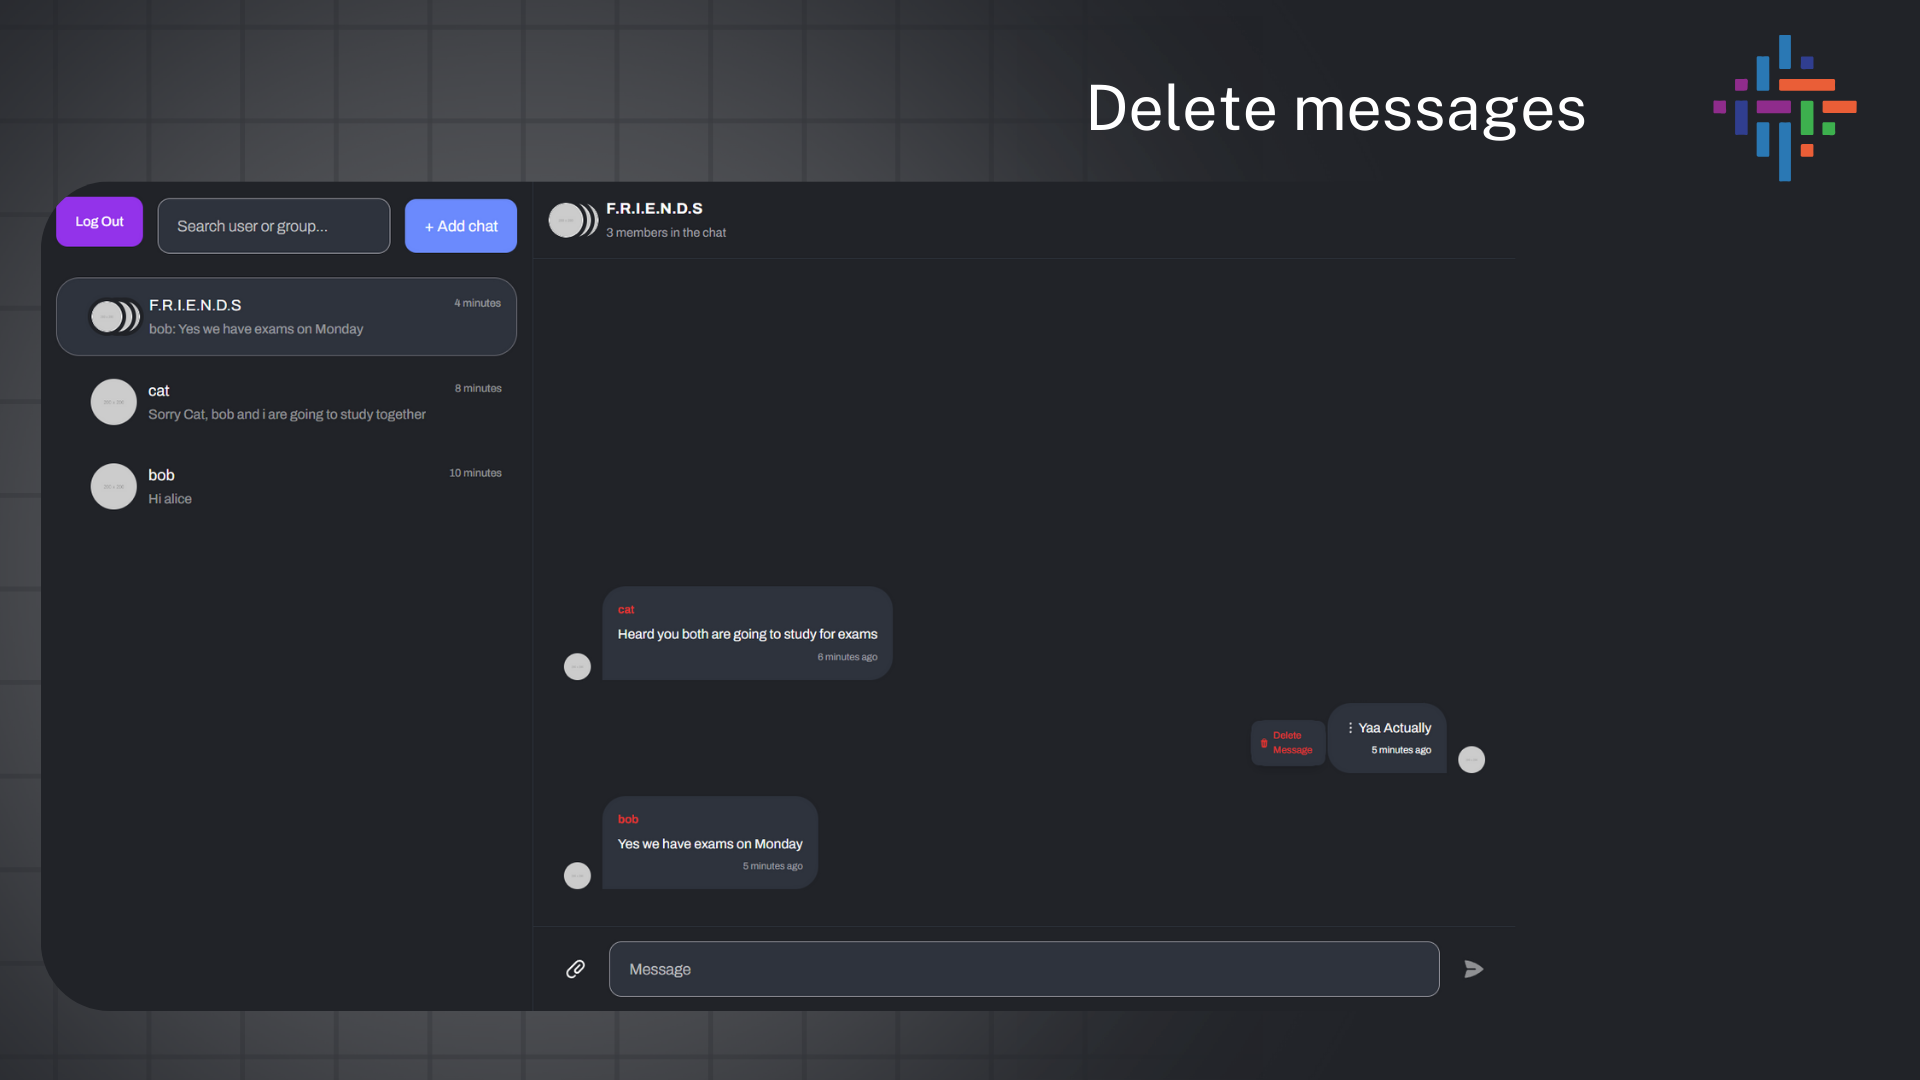 Delete messages
Log Out
Search user or group...
+ Add chat
F.R.I.E.N.D.S
4 minutes
bob: Yes we have exams on Monday
cat
8 minutes
Sorry Cat, bob and i are going to study together
bob
10 minutes
Hi alice
F.R.I.E.N.D.S
3 members in the chat
cat
Heard you both are going to study for exams
6 minutes ago
Delete
Message
Yaa Actually
5 minutes ago
bob
Yes we have exams on Monday
5 minutes ago
Message